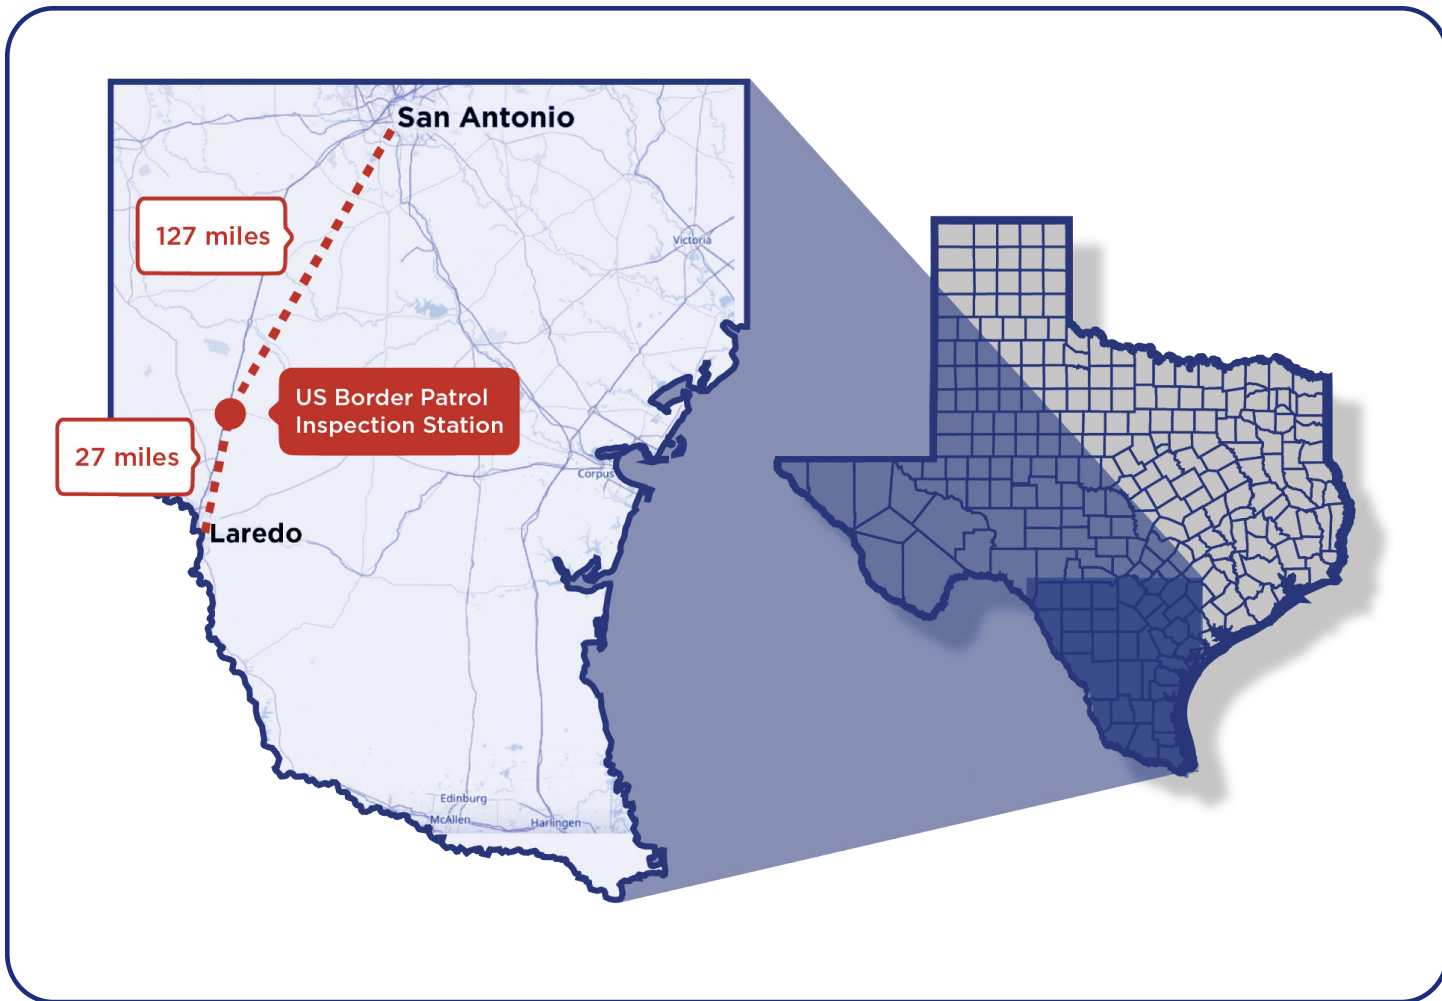 San Antonio
127 miles
Victoria
US Border Patrol
Inspection Station
27 miles
Corpus
Laredo
Edinburg
McAllen
Harlingen